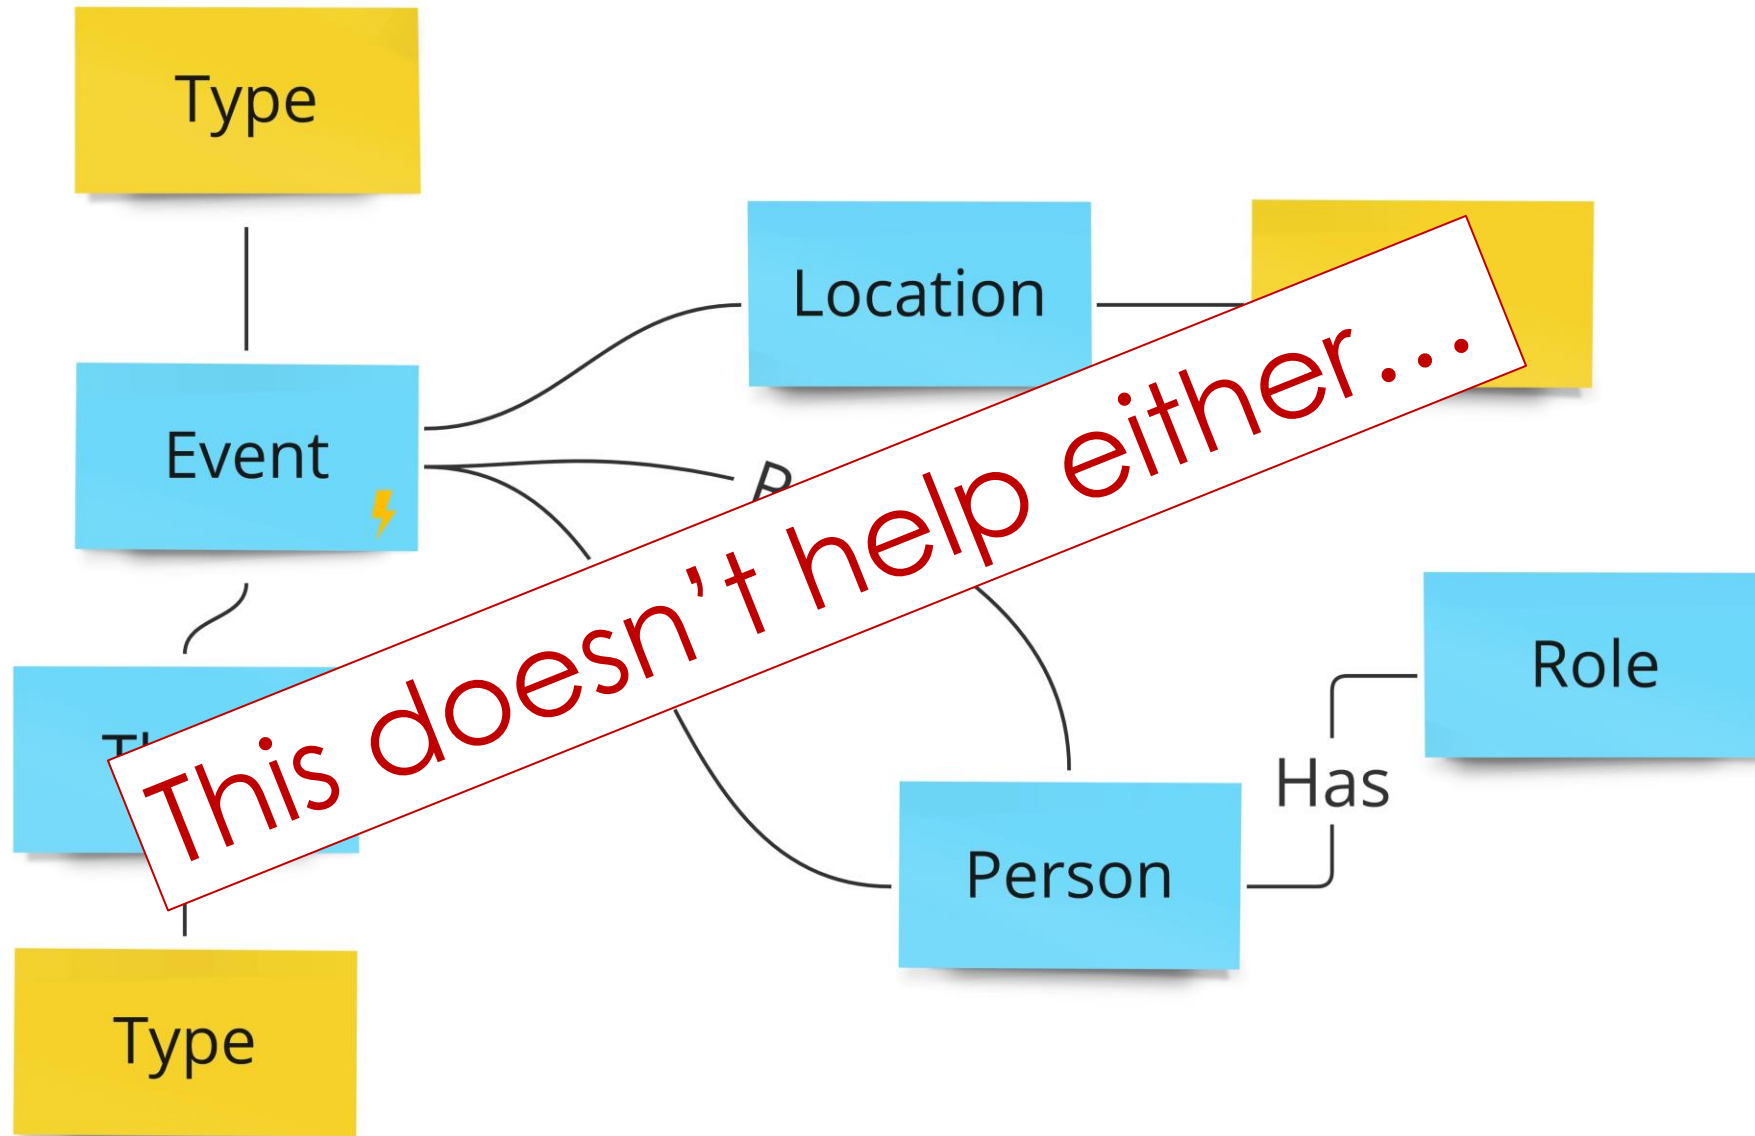 Type
Location
Event
This doesn't help either...
Role
Has
Person
Type